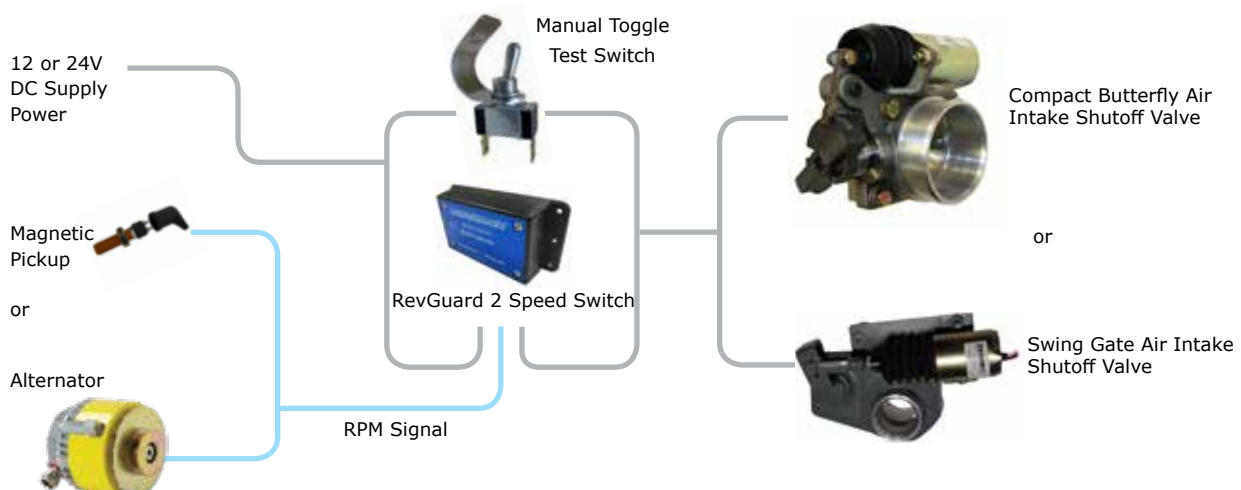 Manual Toggle
Test Switch
12 or 24V
DC Supply
Power
Compact Butterfly Air
Intake Shutoff Valve
Magnetic
Pickup
or
RevGuard 2 Speed Switch
or
Swing Gate Air Intake
Shutoff Valve
Alternator
RPM Signal